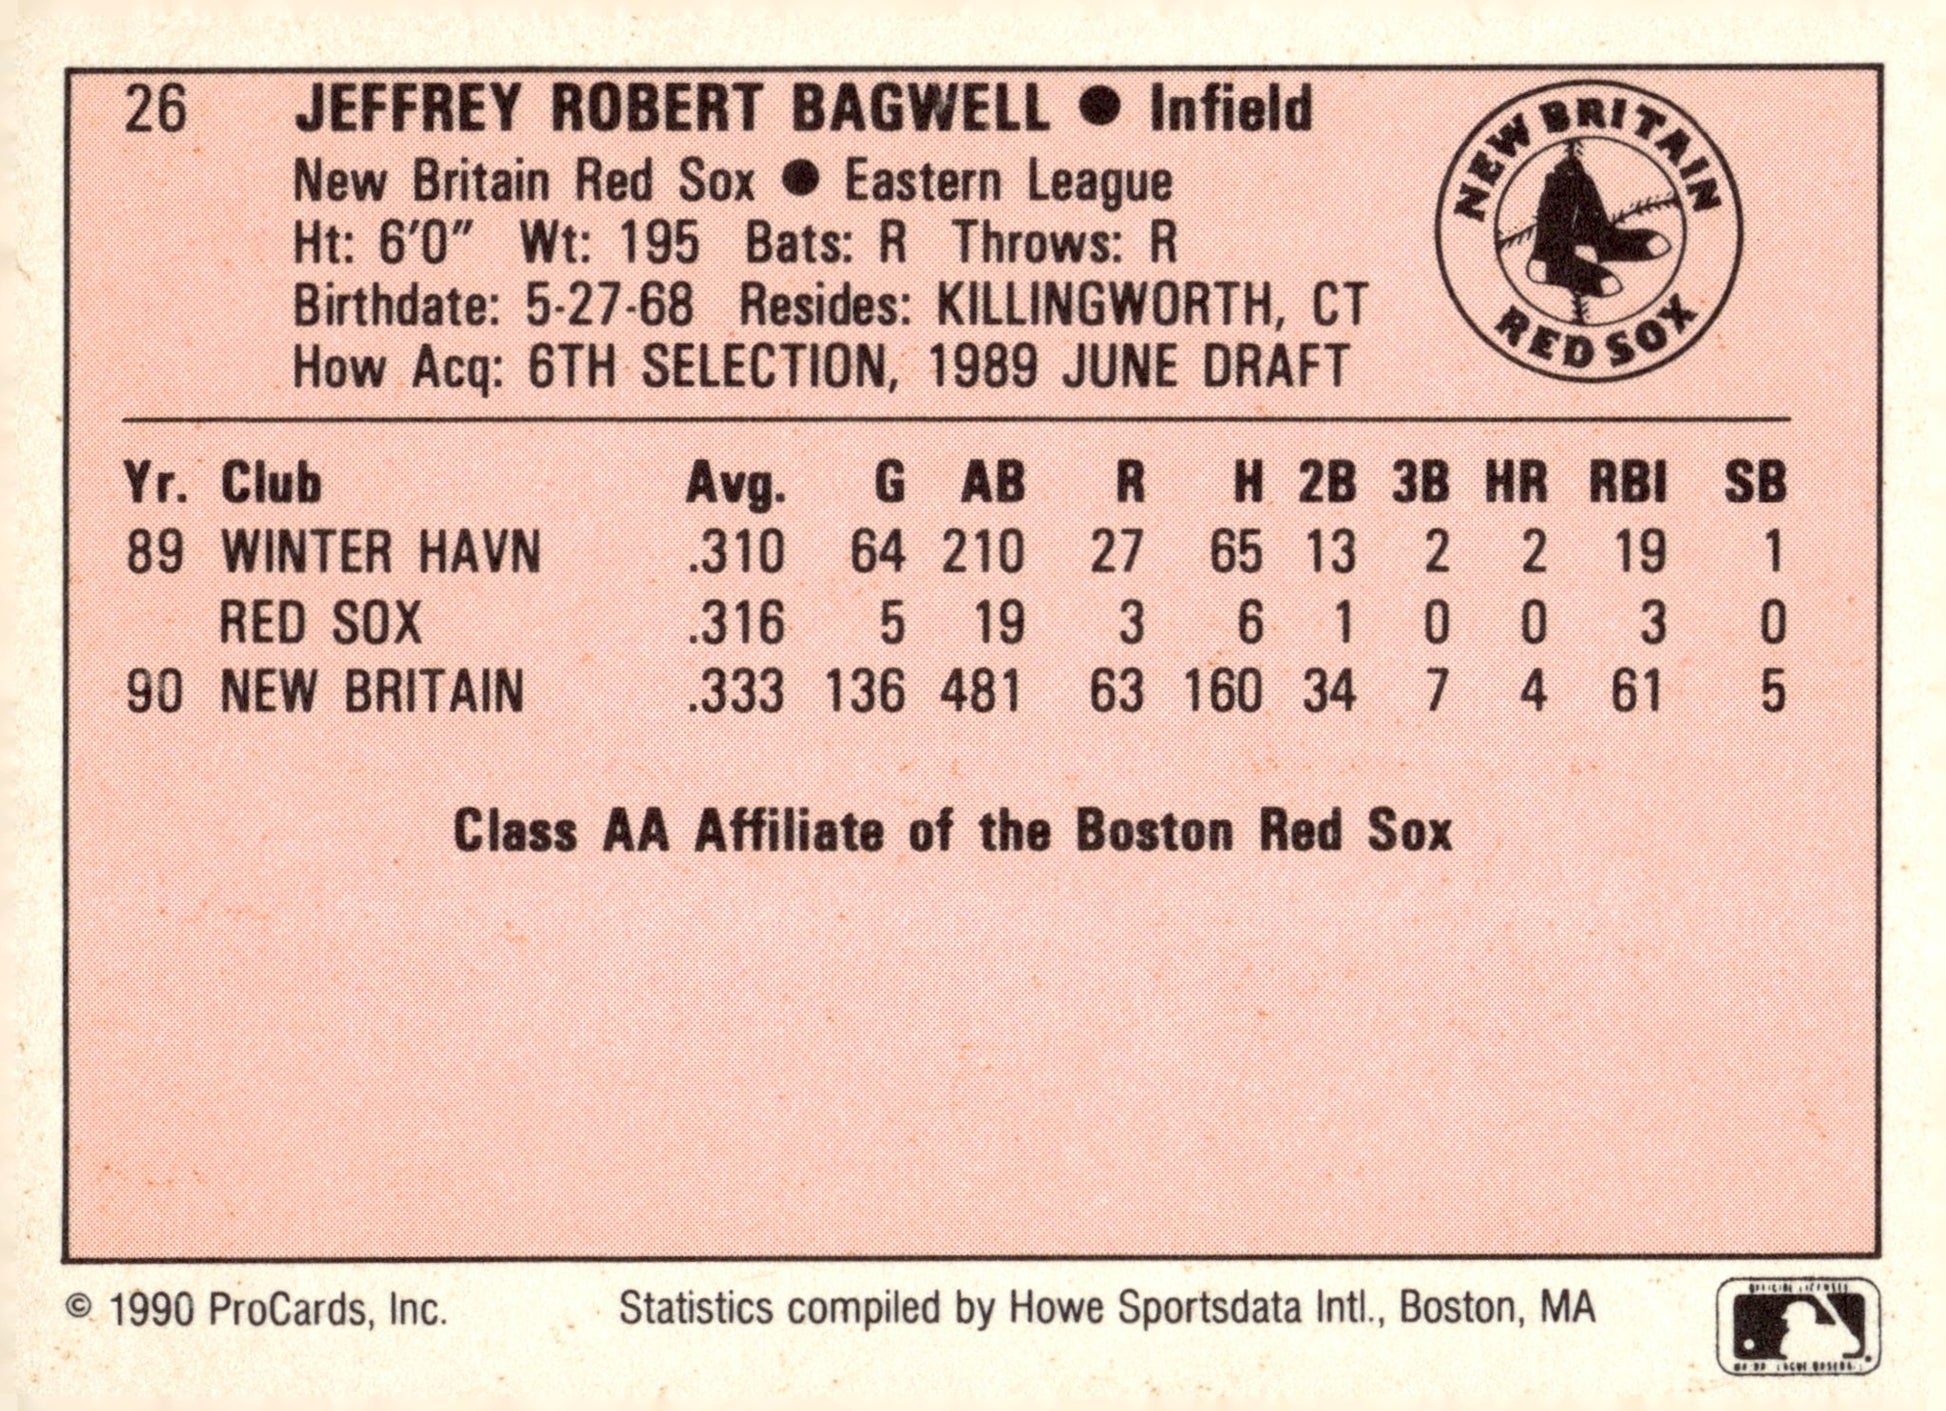 26 JEFFREY ROBERT BAGWELL ● Infield
New Britain Red Sox ● Eastern League
Ht: 6'0" Wt: 195 Bats: R Throws: R
Birthdate: 5-27-68 Resides: KILLINGWORTH, CT
How Acq: 6TH SELECTION, 1989 JUNE DRAFT
NEW BRITAIN
RED SOX
Yr. Club Avg. G AB R H 2B 3B HR RBI SB
89 WINTER HAVN .310 64 210 27 65 13 2 2 19 1
RED SOX .316 5 19 3 6 1 0 0 3 0
90 NEW BRITAIN .333 136 481 63 160 34 7 4 61 5
Class AA Affiliate of the Boston Red Sox
© 1990 ProCards, Inc. Statistics compiled by Howe Sportsdata Intl., Boston, MA